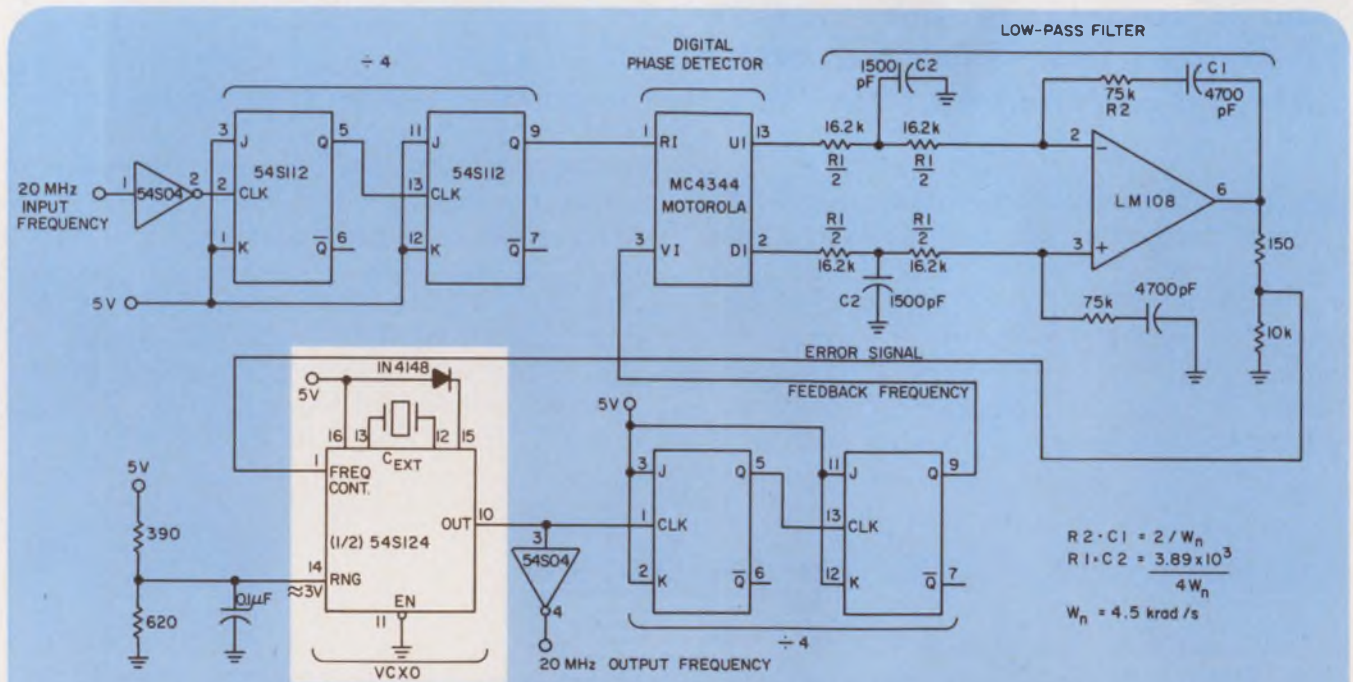 LOW-PASS FILTER
DIGITAL
PHASE DETECTOR
÷ 4
1500
pF
C2
75k
R2
C1
4700
pF
3
J
Q
5
11
J
Q
9
1
RI
UI
13
16.2k
16.2k
R1
2
R1
2
2
−
54S112
54S112
20 MHz
INPUT
FREQUENCY
1
54S04
2
2
CLK
13
CLK
MC4344
MOTOROLA
LM108
6
R1
2
R1
2
1
K
Q
6
12
K
Q
7
3
VI
DI
2
16.2k
16.2k
3
+
150
5V
C2
1500pF
75k
4700pF
10k
ERROR SIGNAL
IN4148
5V
FEEDBACK FREQUENCY
16
13
12
15
5V
CEXT
1
FREQ
CONT.
3
J
Q
5
11
J
Q
9
5V
390
OUT
10
1
CLK
13
CLK
(1/2) 54S124
3
54S04
4
R2·C1 = 2/Wn
14
RNG
≈3V
2
K
Q
6
12
K
Q
7
R1·C2 = 3.89x10³
4Wn
0.1µF
620
EN
11
Wn = 4.5 krad/s
÷ 4
VCXO
20 MHz OUTPUT FREQUENCY